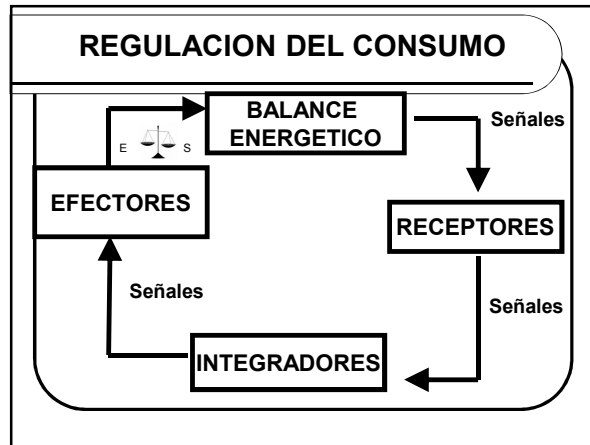 REGULACION DEL CONSUMO
BALANCE
ENERGETICO
Señales
E S
EFECTORES
RECEPTORES
Señales
Señales
INTEGRADORES